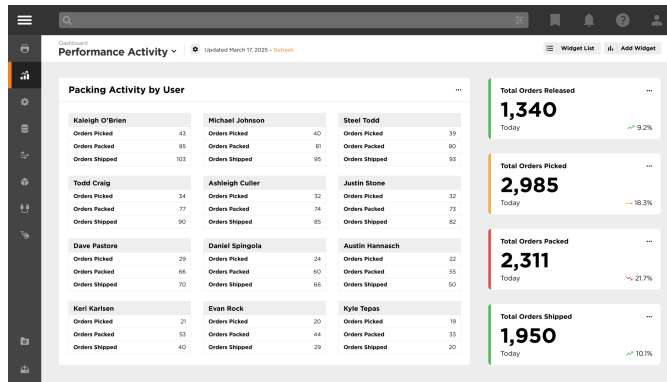 Dashboard
Performance Activity
Updated March 17, 2025 - Refresh
Widget List
Add Widget
Packing Activity by User
Kaleigh O'Brien
Orders Picked 43
Orders Packed 85
Orders Shipped 103
Michael Johnson
Orders Picked 40
Orders Packed 81
Orders Shipped 95
Steel Todd
Orders Picked 39
Orders Packed 80
Orders Shipped 93
Todd Craig
Orders Picked 34
Orders Packed 77
Orders Shipped 90
Ashleigh Culler
Orders Picked 32
Orders Packed 74
Orders Shipped 85
Justin Stone
Orders Picked 32
Orders Packed 73
Orders Shipped 82
Dave Pastore
Orders Picked 29
Orders Packed 66
Orders Shipped 70
Daniel Spingola
Orders Picked 24
Orders Packed 60
Orders Shipped 66
Austin Hannasch
Orders Picked 22
Orders Packed 55
Orders Shipped 50
Keri Karlsen
Orders Picked 21
Orders Packed 53
Orders Shipped 40
Evan Rock
Orders Picked 20
Orders Packed 44
Orders Shipped 29
Kyle Tepas
Orders Picked 19
Orders Packed 33
Orders Shipped 20
Total Orders Released
1,340
Today 9.2%
Total Orders Picked
2,985
Today 18.3%
Total Orders Packed
2,311
Today 21.7%
Total Orders Shipped
1,950
Today 10.1%